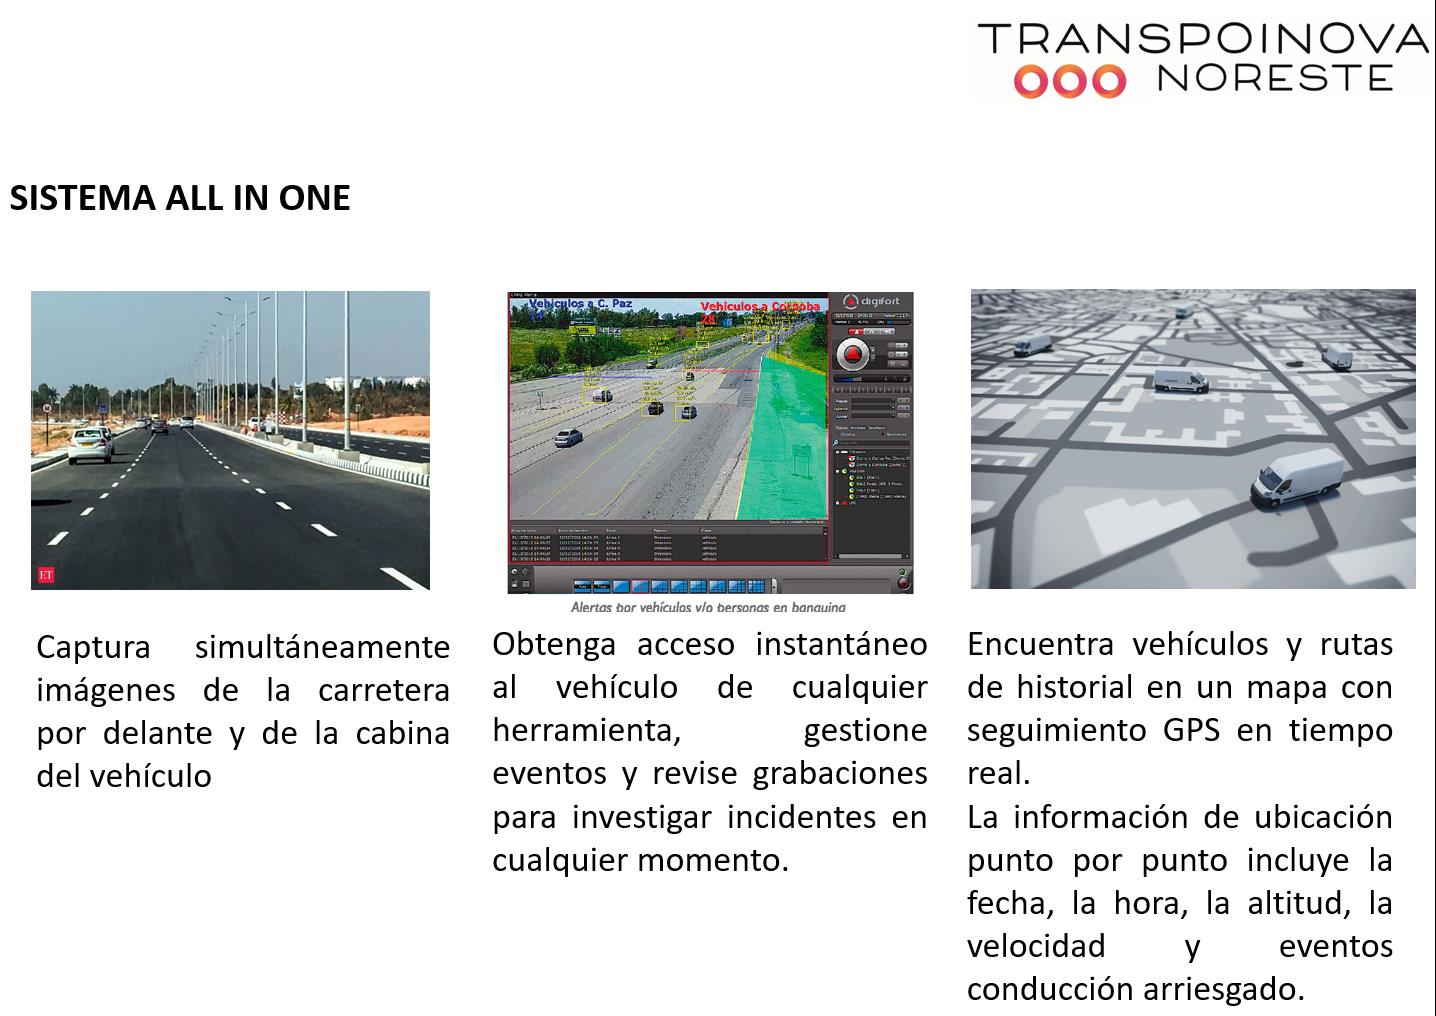 TRANSPOINOVA
NORESTE
SISTEMA ALL IN ONE
ET
Vehiculos a C. Paz
Vehiculos a Cordoba
28
digifort
Alertas por vehículos y/o personas en banquina
Captura simultáneamente
imágenes de la carretera
por delante y de la cabina
del vehículo
Obtenga acceso instantáneo
al vehículo de cualquier
herramienta, gestione
eventos y revise grabaciones
para investigar incidentes en
cualquier momento.
Encuentra vehículos y rutas
de historial en un mapa con
seguimiento GPS en tiempo
real.
La información de ubicación
punto por punto incluye la
fecha, la hora, la altitud, la
velocidad y eventos
conducción arriesgado.